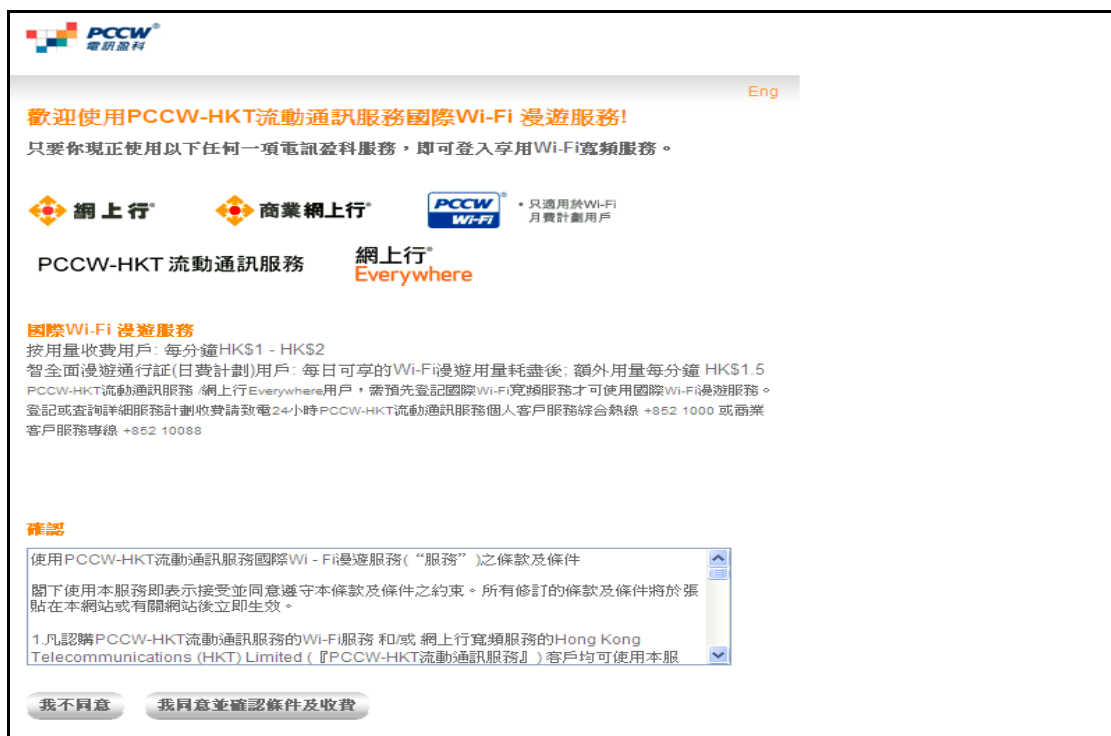 PCCW®
電訊盈科
Eng
歡迎使用PCCW-HKT流動通訊服務國際Wi-Fi 漫遊服務!
只要你現正使用以下任何一項電訊盈科服務，即可登入享用Wi-Fi寬頻服務。
網上行® 商業網上行® PCCW® Wi-Fi • 只適用於Wi-Fi
月費計劃用戶
PCCW-HKT 流動通訊服務 網上行®
Everywhere
國際Wi-Fi 漫遊服務
按用量收費用戶: 每分鐘HK$1 - HK$2
智全面漫遊通行証(日費計劃)用戶: 每日可享的Wi-Fi漫遊用量耗盡後; 額外用量每分鐘 HK$1.5
PCCW-HKT流動通訊服務 /網上行Everywhere用戶，需預先登記國際Wi-Fi寬頻服務才可使用國際Wi-Fi漫遊服務。
登記或查詢詳細服務計劃收費請致電24小時PCCW-HKT流動通訊服務個人客戶服務綜合熱線 +852 1000 或商業
客戶服務專線 +852 10088
確認
使用PCCW-HKT流動通訊服務國際Wi - Fi漫遊服務( “服務” )之條款及條件
閣下使用本服務即表示接受並同意遵守本條款及條件之約束。所有修訂的條款及條件將於張
貼在本網站或有關網站後立即生效。
1.凡認購PCCW-HKT流動通訊服務的Wi-Fi服務 和/或 網上行寬頻服務的Hong Kong
Telecommunications (HKT) Limited (『PCCW-HKT流動通訊服務』) 客戶均可使用本服
我不同意 我同意並確認條件及收費